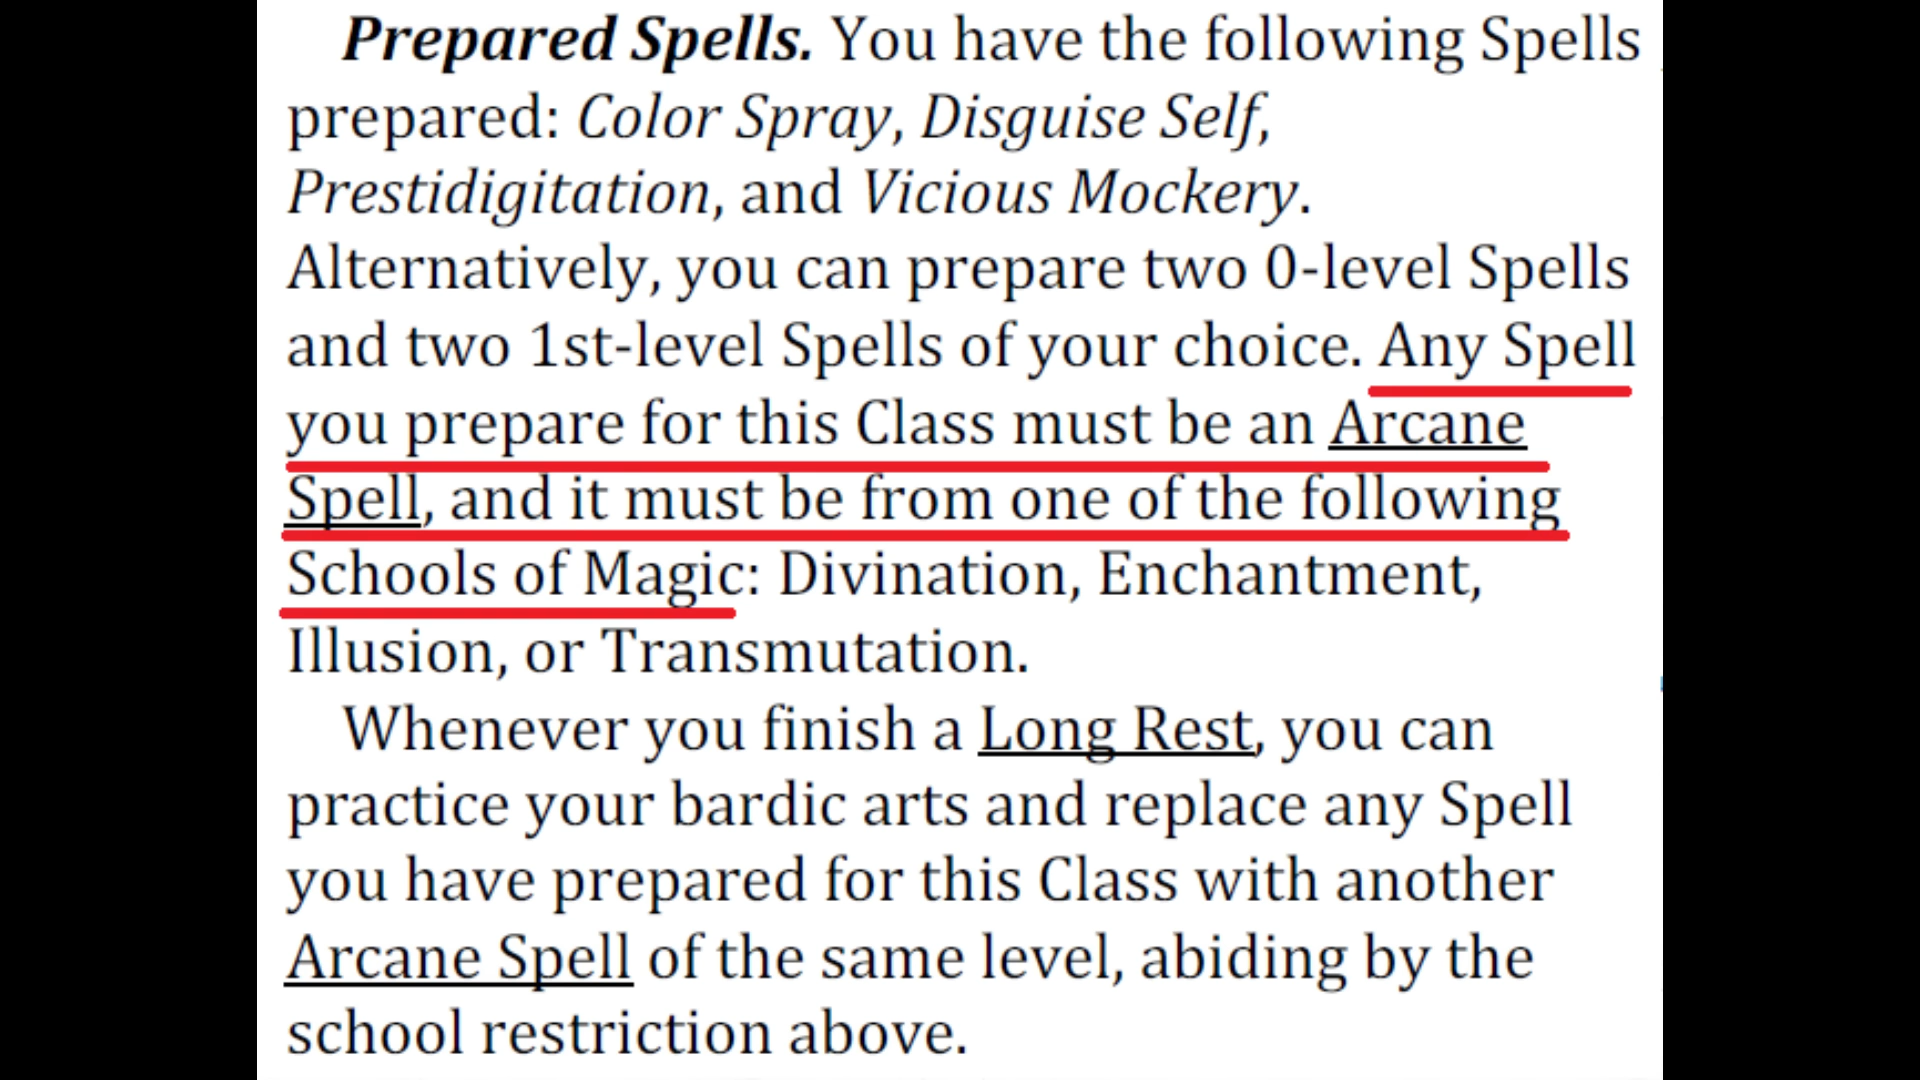 Prepared Spells. You have the following Spells
prepared: Color Spray, Disguise Self,
Prestidigitation, and Vicious Mockery.
Alternatively, you can prepare two 0-level Spells
and two 1st-level Spells of your choice. Any Spell
you prepare for this Class must be an Arcane
Spell, and it must be from one of the following
Schools of Magic: Divination, Enchantment,
Illusion, or Transmutation.
Whenever you finish a Long Rest, you can
practice your bardic arts and replace any Spell
you have prepared for this Class with another
Arcane Spell of the same level, abiding by the
school restriction above.